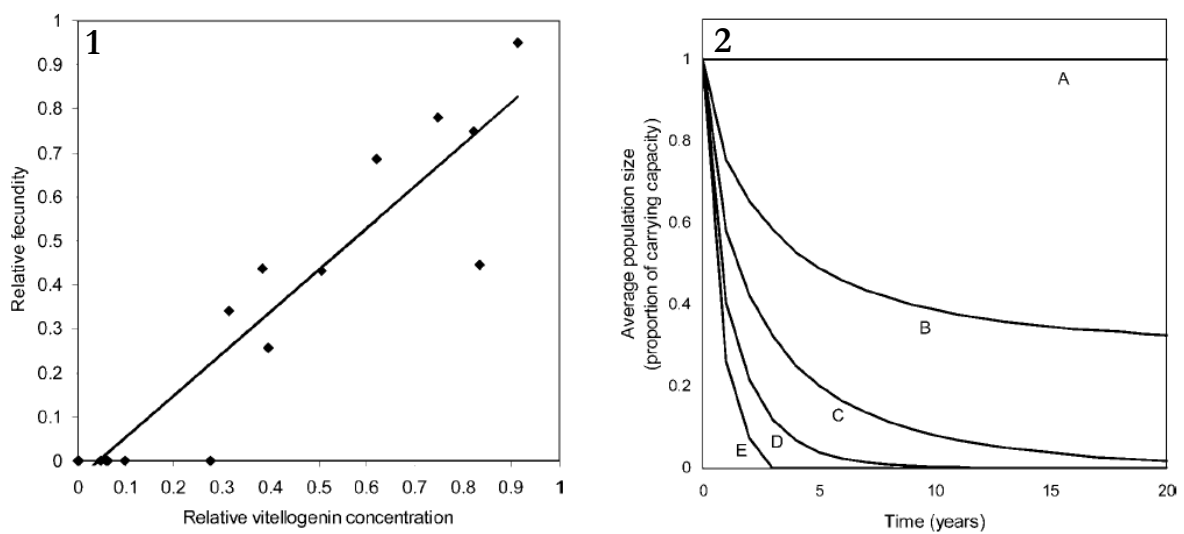 1
1
0.9
0.8
0.7
0.6
0.5
0.4
0.3
0.2
0.1
0
Relative fecundity
0 0.1 0.2 0.3 0.4 0.5 0.6 0.7 0.8 0.9 1
Relative vitellogenin concentration
2
1
0.8
0.6
0.4
0.2
0
Average population size
(proportion of carrying capacity)
A
B
C
D
E
0 5 10 15 20
Time (years)